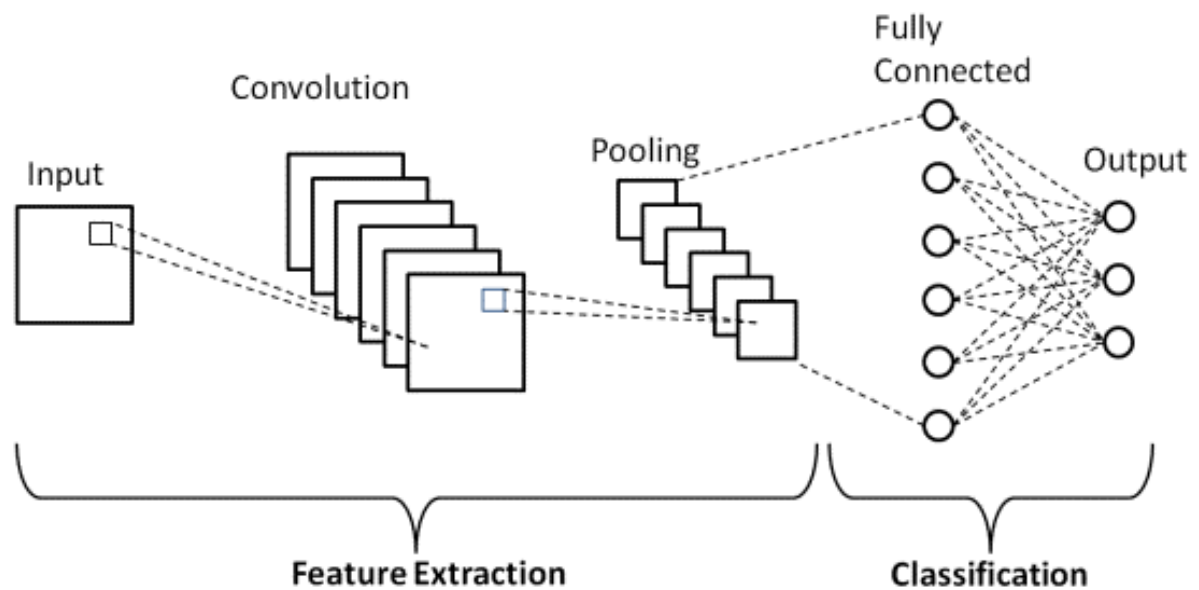 Input
Convolution
Pooling
Fully
Connected
Output
Feature Extraction
Classification